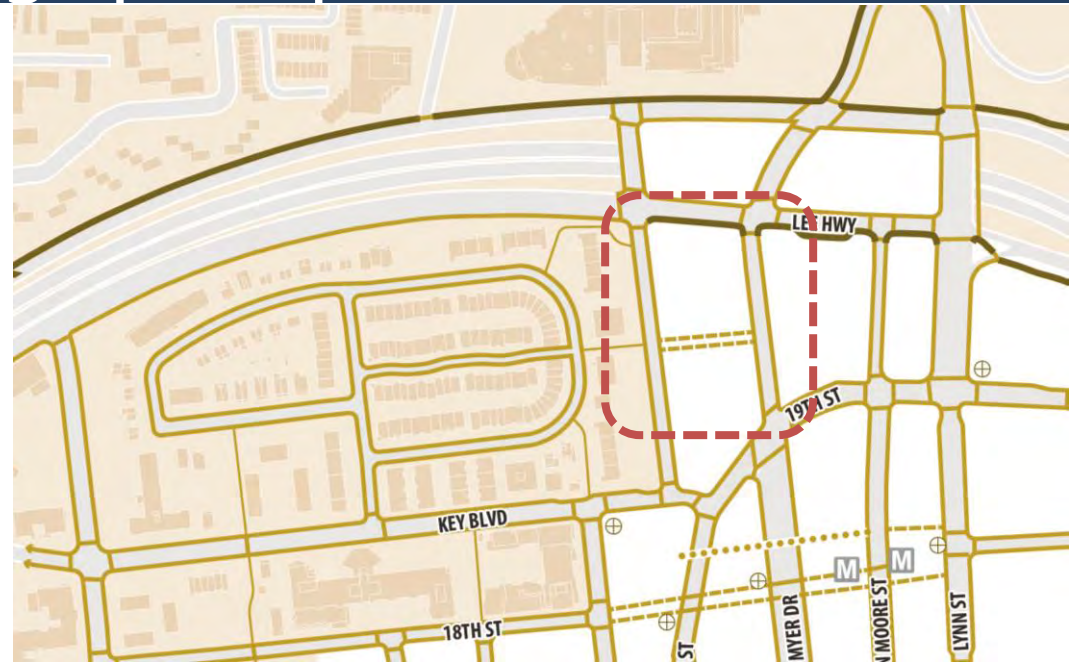 LEE HWY
19TH ST
KEY BLVD
M M
18TH ST
ST
MYER DR
N MOORE ST
LYNN ST